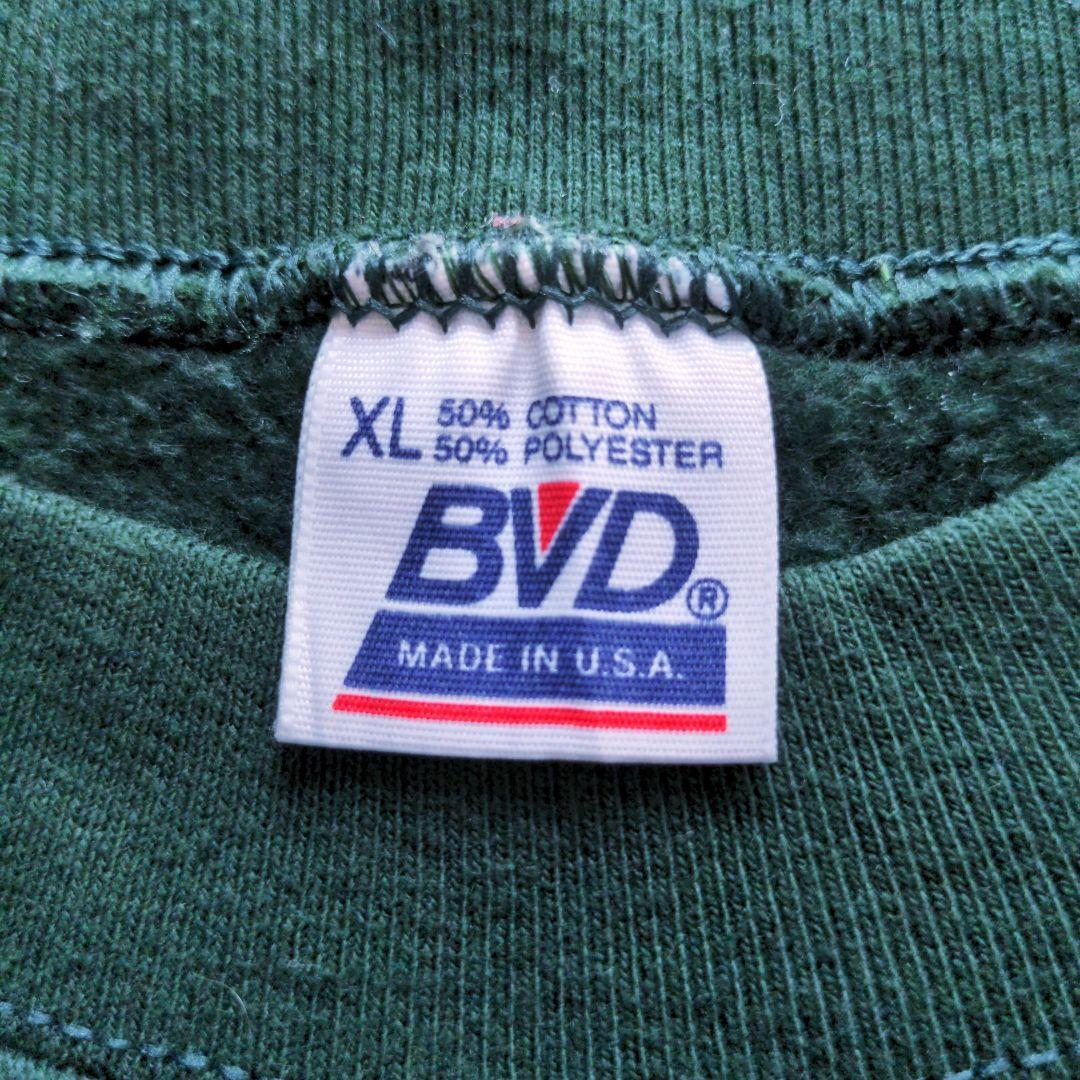 XL 50% COTTON
50% POLYESTER
BVD®
MADE IN U.S.A.